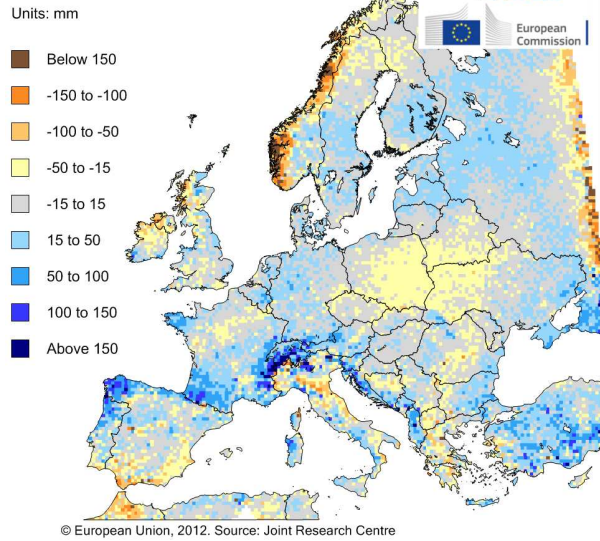 Units: mm
European
Commission
Below 150
-150 to -100
-100 to -50
-50 to -15
-15 to 15
15 to 50
50 to 100
100 to 150
Above 150
© European Union, 2012. Source: Joint Research Centre